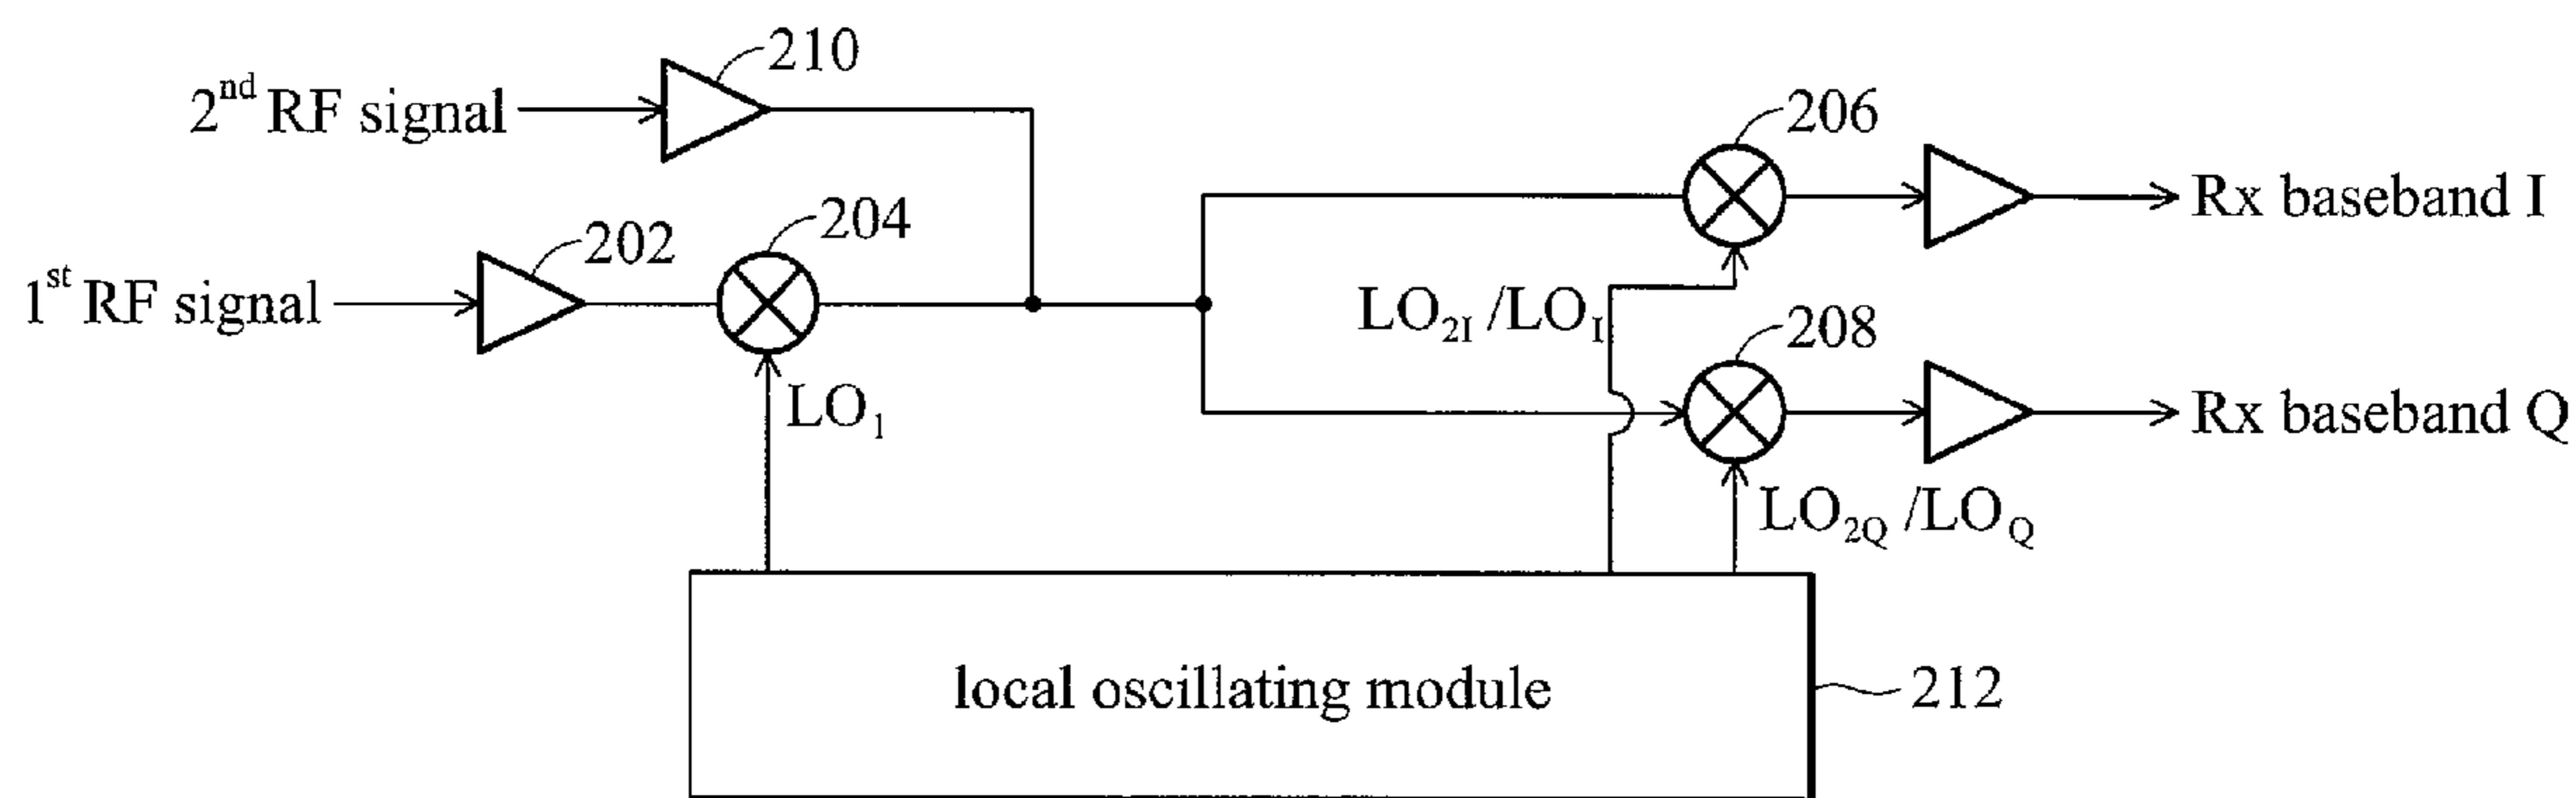 210
2nd RF signal
206
Rx baseband I
204
202
1st RF signal
LO2I /LOI
208
LO1
Rx baseband Q
LO2Q /LOQ
local oscillating module
212